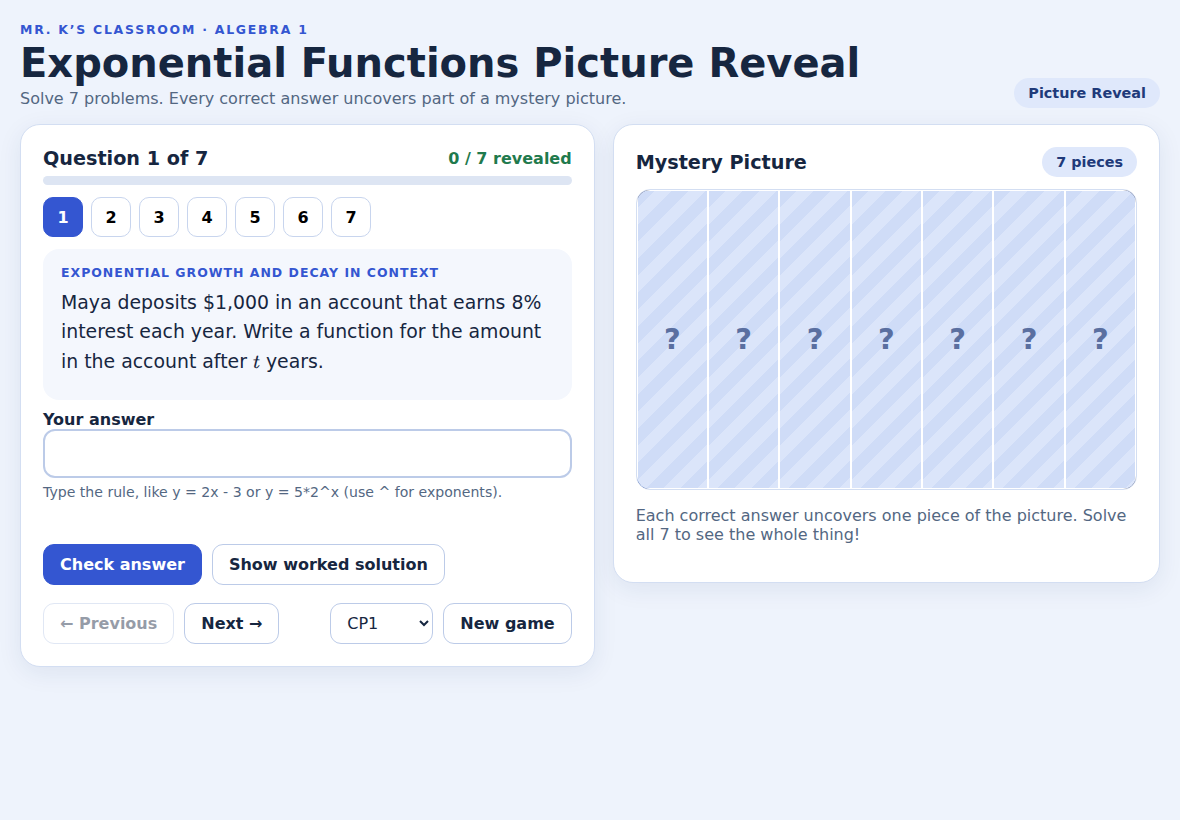 MR. K’S CLASSROOM · ALGEBRA 1
Exponential Functions Picture Reveal
Solve 7 problems. Every correct answer uncovers part of a mystery picture.
Picture Reveal
Question 1 of 7
0 / 7 revealed
1 2 3 4 5 6 7
EXPONENTIAL GROWTH AND DECAY IN CONTEXT
Maya deposits $1,000 in an account that earns 8%
interest each year. Write a function for the amount
in the account after t years.
Your answer
Type the rule, like y = 2x - 3 or y = 5*2^x (use ^ for exponents).
Check answer
Show worked solution
← Previous
Next →
CP1
New game
Mystery Picture
7 pieces
? ? ? ? ? ? ?
Each correct answer uncovers one piece of the picture. Solve
all 7 to see the whole thing!